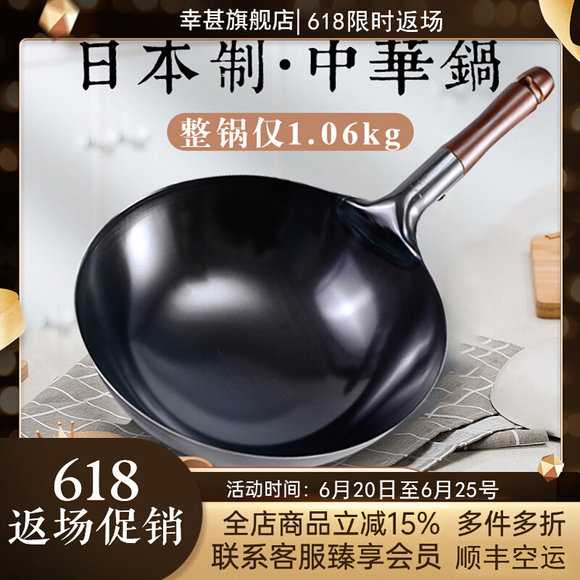 幸甚旗舰店|618限时返场
日本制·中華鍋
整锅仅1.06kg
618
返场促销
活动时间：6月20日至6月25号
全店商品立减15% 多件多折
联系客服臻享会员 顺丰空运